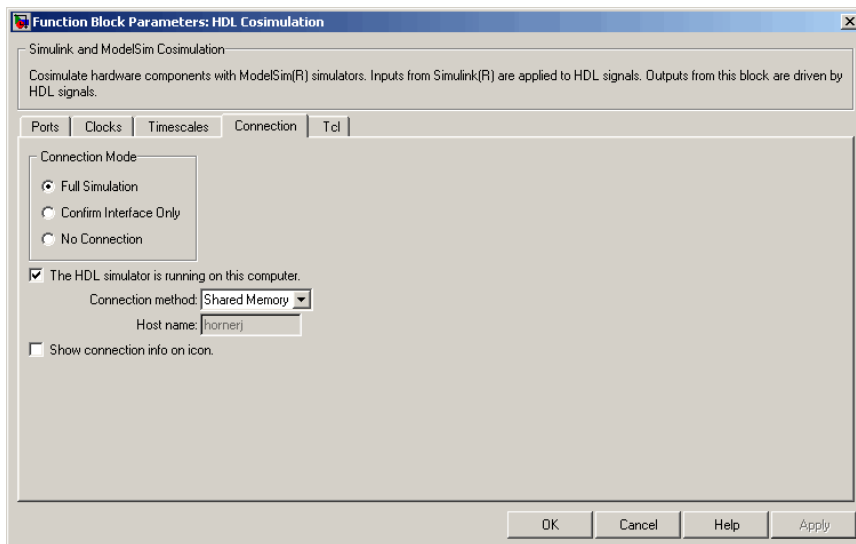 Function Block Parameters: HDL Cosimulation
Simulink and ModelSim Cosimulation
Cosimulate hardware components with ModelSim(R) simulators. Inputs from Simulink(R) are applied to HDL signals. Outputs from this block are driven by
HDL signals.
Ports Clocks Timescales Connection Tcl
Connection Mode
Full Simulation
Confirm Interface Only
No Connection
The HDL simulator is running on this computer.
Connection method: Shared Memory
Host name: hornerj
Show connection info on icon.
OK Cancel Help Apply